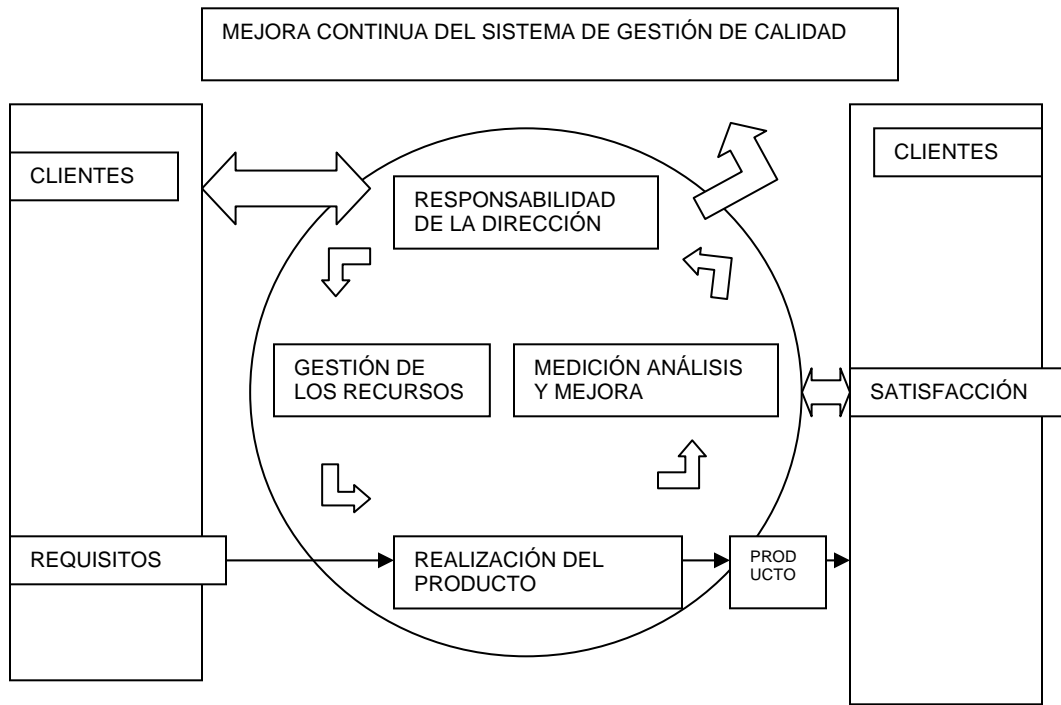 MEJORA CONTINUA DEL SISTEMA DE GESTIÓN DE CALIDAD
CLIENTES
CLIENTES
RESPONSABILIDAD
DE LA DIRECCIÓN
GESTIÓN DE
LOS RECURSOS
MEDICIÓN ANÁLISIS
Y MEJORA
SATISFACCIÓN
REQUISITOS
REALIZACIÓN DEL
PRODUCTO
PROD
UCTO